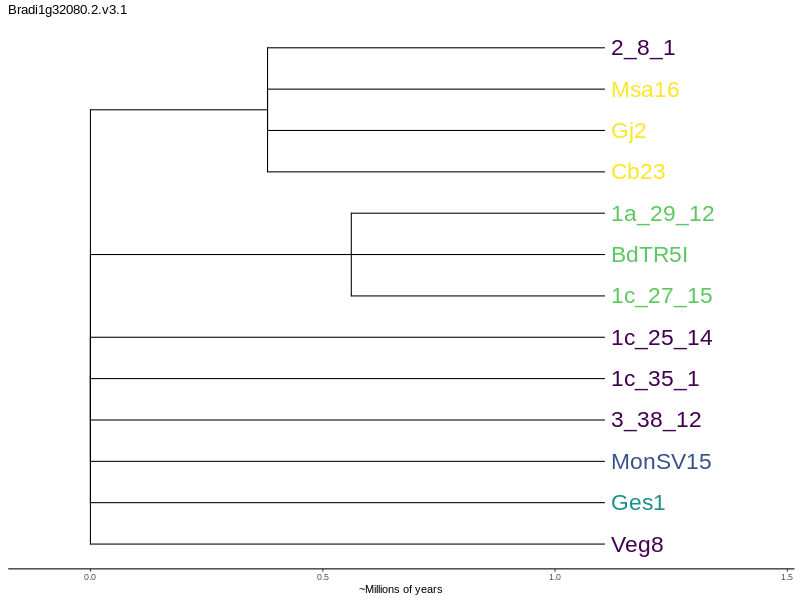 Bradi1g32080.2.v3.1
2_8_1
Msa16
Gj2
Cb23
1a_29_12
BdTR5I
1c_27_15
1c_25_14
1c_35_1
3_38_12
MonSV15
Ges1
Veg8
0.0 0.5 1.0 1.5
~Millions of years